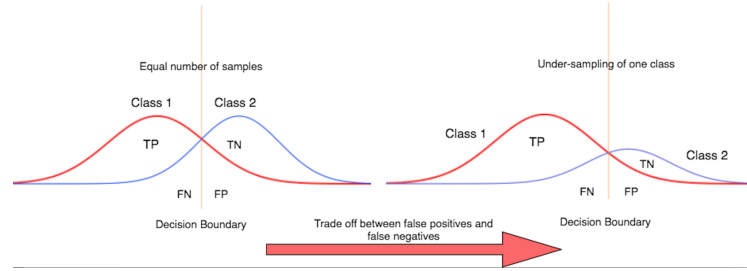 Equal number of samples
Class 1
Class 2
TP
TN
FN
FP
Decision Boundary
Under-sampling of one class
Class 1
TP
Class 2
TN
FN
FP
Decision Boundary
Trade off between false positives and
false negatives